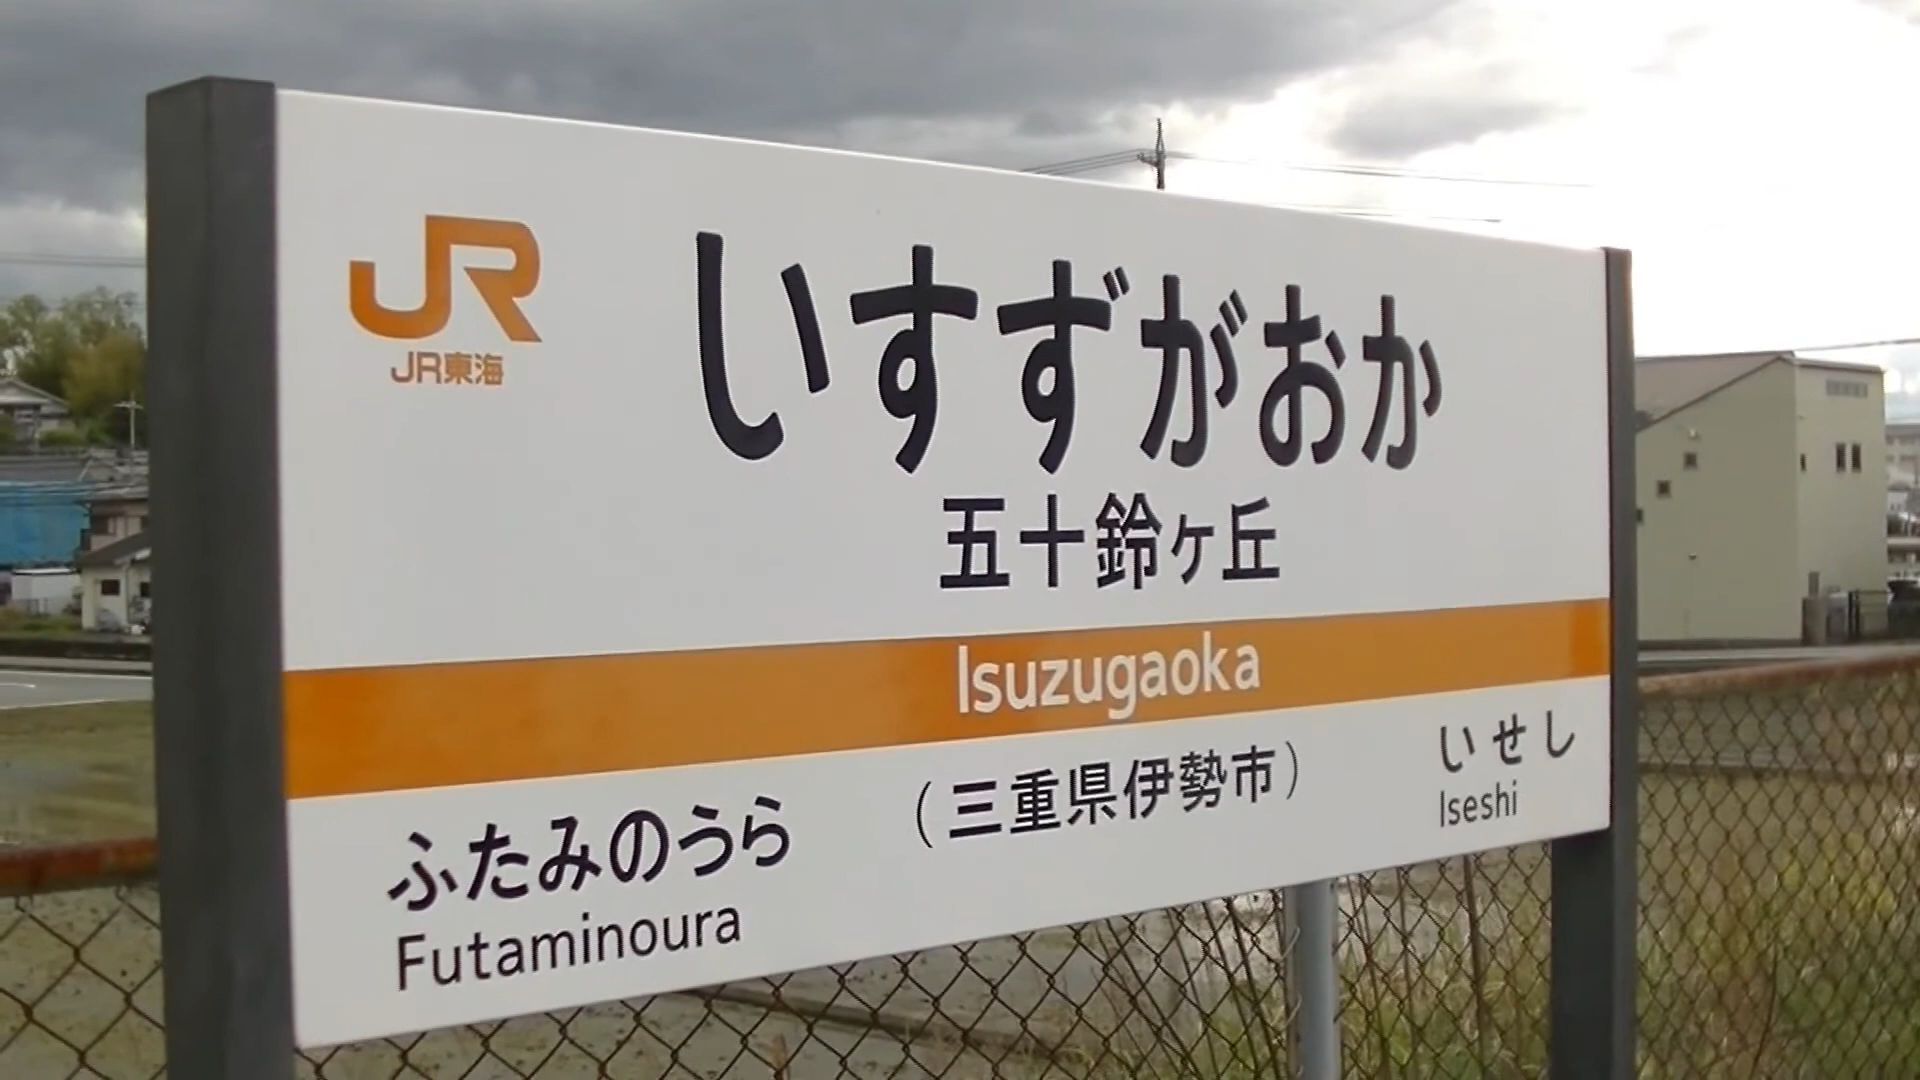 JR
JR東海
いすずがおか
五十鈴ヶ丘
Isuzugaoka
(三重県伊勢市)
ふたみのうら
Futaminoura
いせし
Iseshi